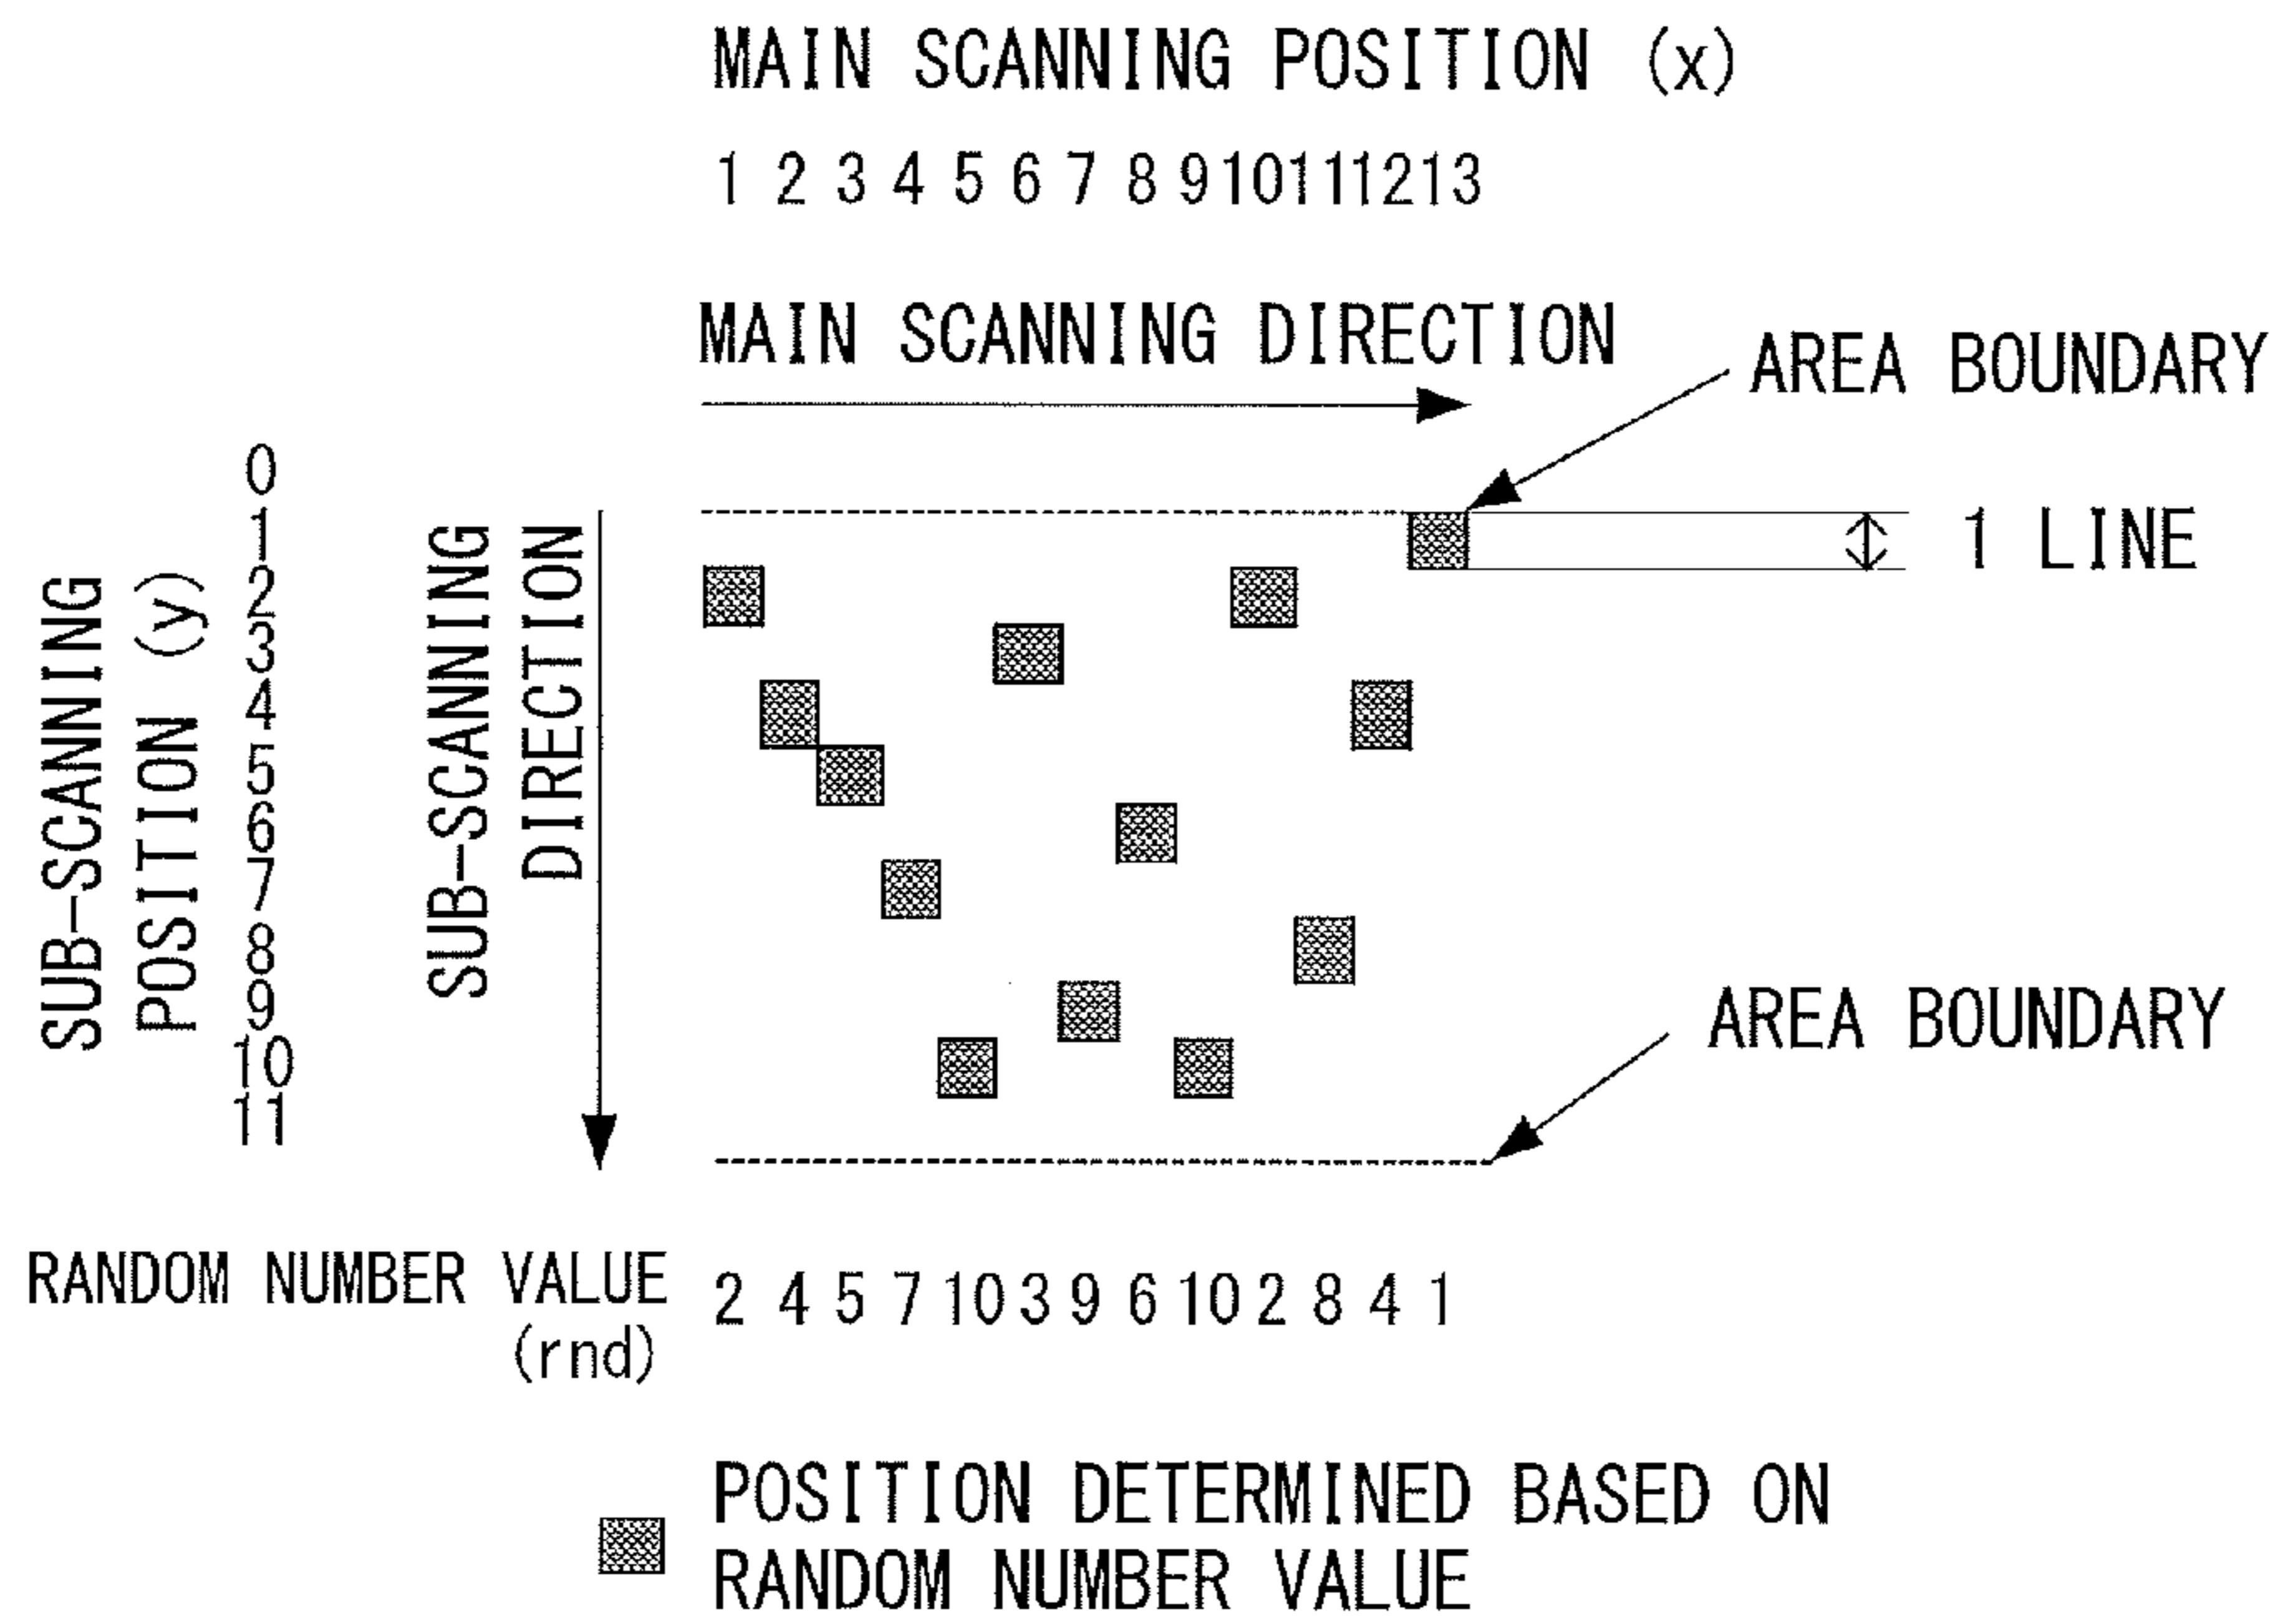 MAIN SCANNING POSITION (x)
1 2 3 4 5 6 7 8 9 10 11 12 13
MAIN SCANNING DIRECTION
AREA BOUNDARY
1 LINE
SUB-SCANNING
POSITION (y)
0
1
2
3
4
5
6
7
8
9
10
11
SUB-SCANNING
DIRECTION
AREA BOUNDARY
RANDOM NUMBER VALUE
(rnd)
2 4 5 7 10 3 9 6 10 2 8 4 1
POSITION DETERMINED BASED ON
RANDOM NUMBER VALUE